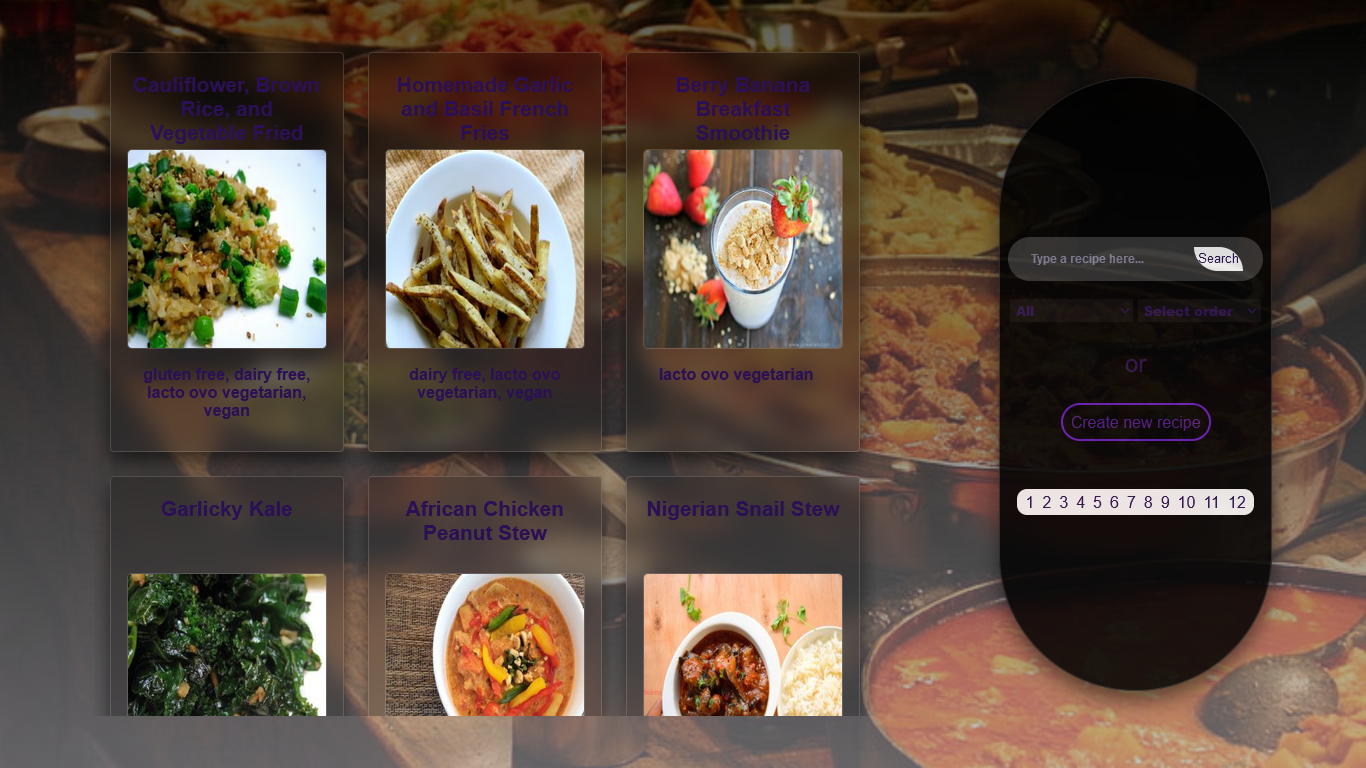 Cauliflower, Brown
Rice, and
Vegetable Fried
gluten free, dairy free,
lacto ovo vegetarian,
vegan
Homemade Garlic
and Basil French
Fries
dairy free, lacto ovo
vegetarian, vegan
Berry Banana
Breakfast
Smoothie
lacto ovo vegetarian
Garlicky Kale
African Chicken
Peanut Stew
Nigerian Snail Stew
Type a recipe here...
Search
All
Select order
or
Create new recipe
1 2 3 4 5 6 7 8 9 10 11 12